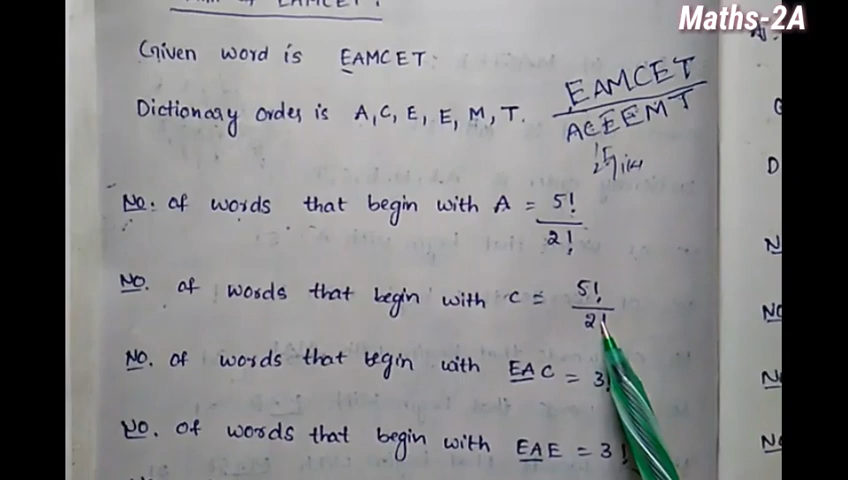 Maths-2A
EAMCET.
Given word is EAMCET.
Dictionary order is A, C, E, E, M, T.
EAMCET
ACEEMT
No. of words that begin with A = 5!
2!
No. of words that begin with C = 5!
2!
No. of words that begin with EAC = 3!
No. of words that begin with EAE = 3!